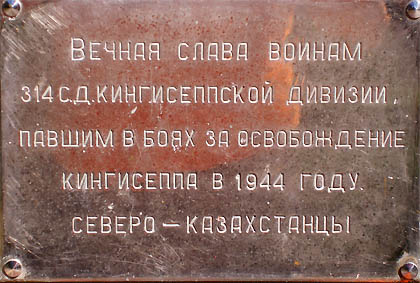 Вечная слава воинам
314 с.д. Кингисеппской дивизии,
павшим в боях за освобождение
Кингисеппа в 1944 году.
Северо – Казахстанцы